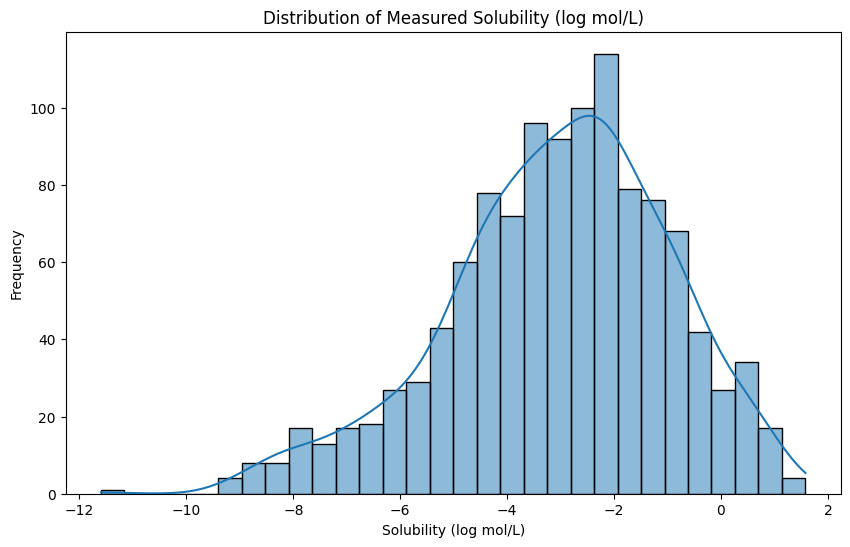 Distribution of Measured Solubility (log mol/L)
100
80
60
40
20
0
Frequency
−12 −10 −8 −6 −4 −2 0 2
Solubility (log mol/L)